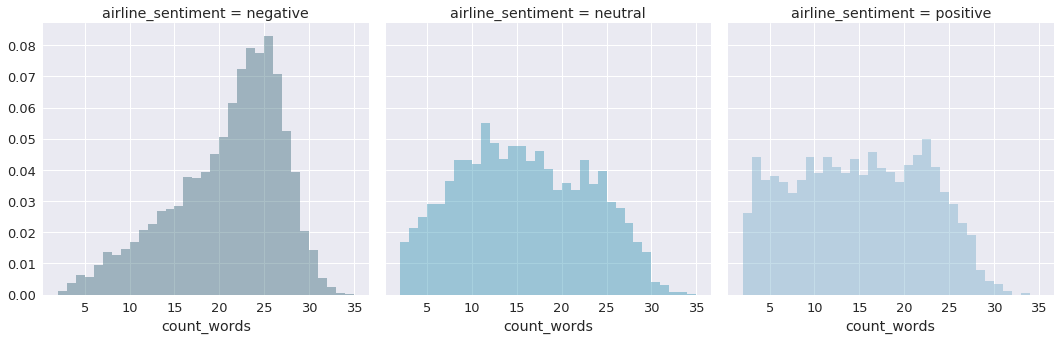 airline_sentiment = negative
airline_sentiment = neutral
airline_sentiment = positive
0.08
0.07
0.06
0.05
0.04
0.03
0.02
0.01
0.00
5 10 15 20 25 30 35
5 10 15 20 25 30 35
5 10 15 20 25 30 35
count_words
count_words
count_words